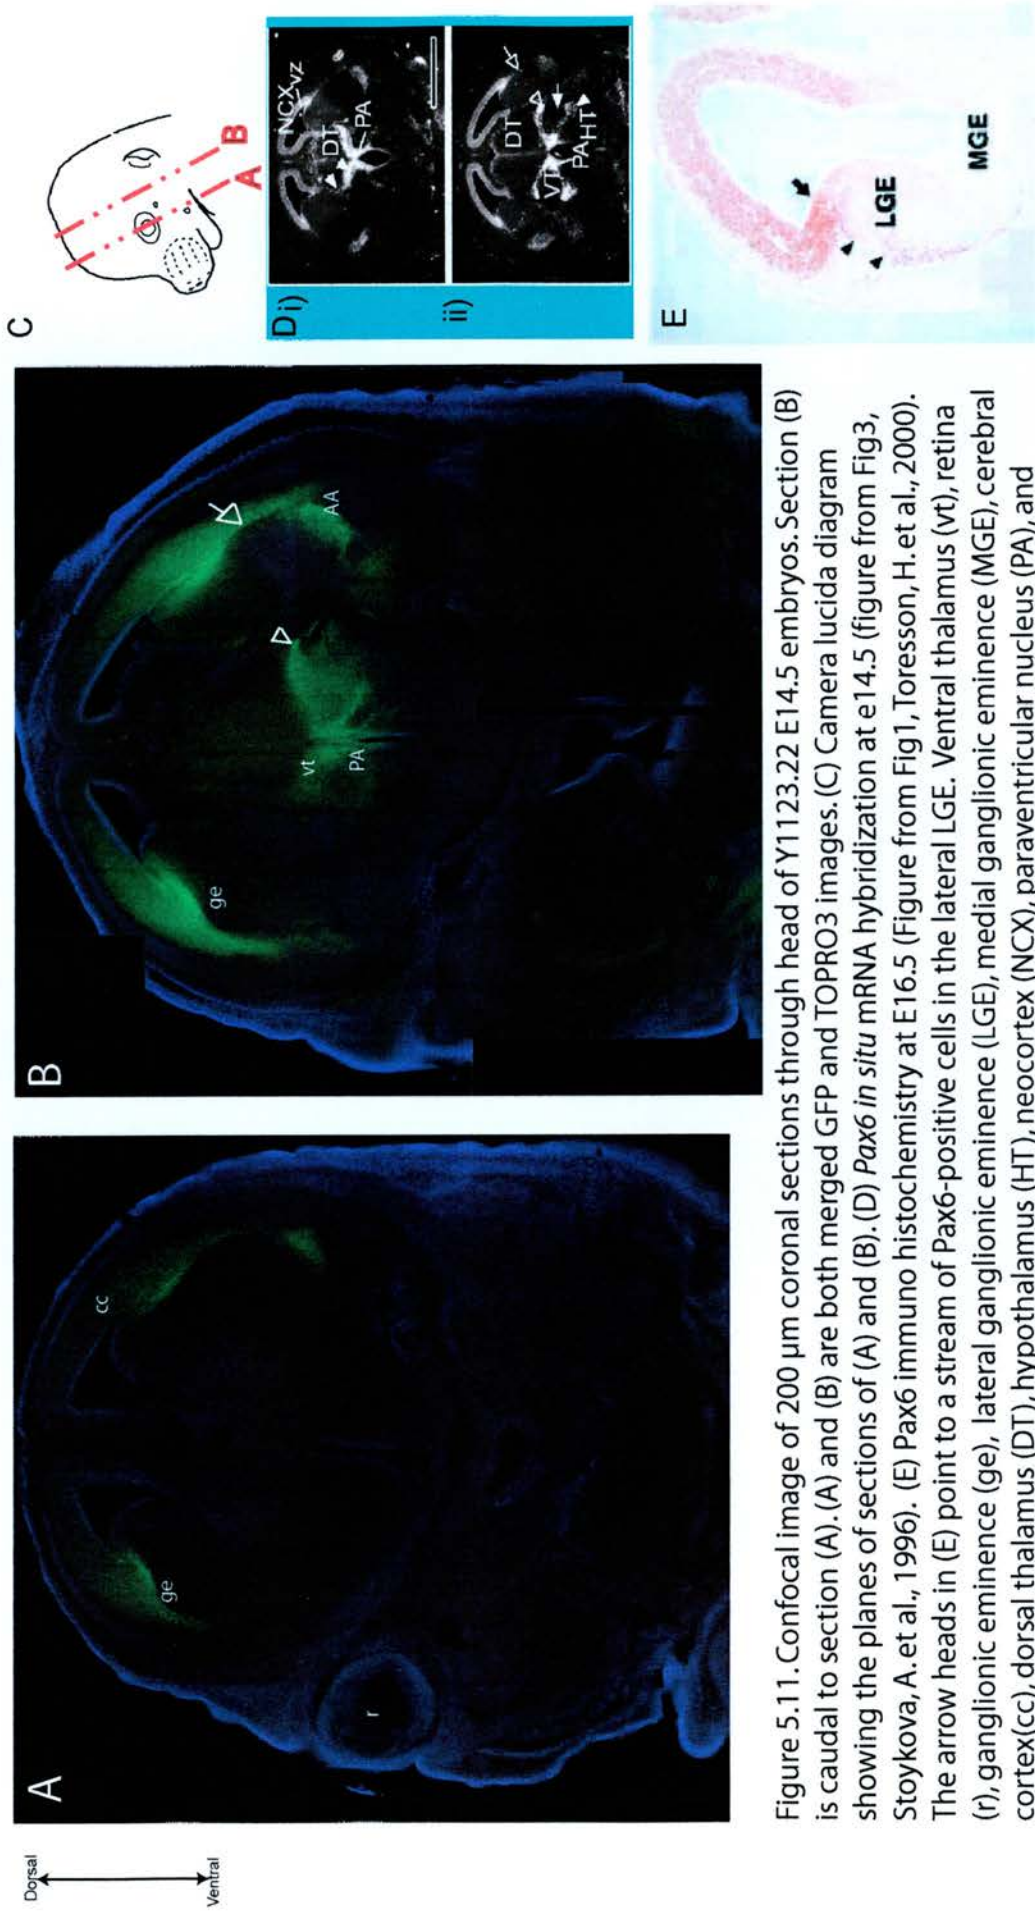 Dorsal
Ventral
A
cc
ge
r
B
ge
vt
PA
AA
C
A
B
Di)
NCX
VZ
DT
PA
ii)
DT
VT
PA
HT
E
LGE
MGE
Figure 5.11. Confocal image of 200 µm coronal sections through head of Y1123.22 E14.5 embryos. Section (B)
is caudal to section (A). (A) and (B) are both merged GFP and TOPRO3 images. (C) Camera lucida diagram
showing the planes of sections of (A) and (B). (D) Pax6 in situ mRNA hybridization at e14.5 (figure from Fig3,
Stoykova, A. et al., 1996). (E) Pax6 immuno histochemistry at E16.5 (Figure from Fig1, Toresson, H. et al., 2000).
The arrow heads in (E) point to a stream of Pax6-positive cells in the lateral LGE. Ventral thalamus (vt), retina
(r), ganglionic eminence (ge), lateral ganglionic eminence (LGE), medial ganglionic eminence (MGE), cerebral
cortex(cc), dorsal thalamus (DT), hypothalamus (HT), neocortex (NCX), paraventricular nucleus (PA), and